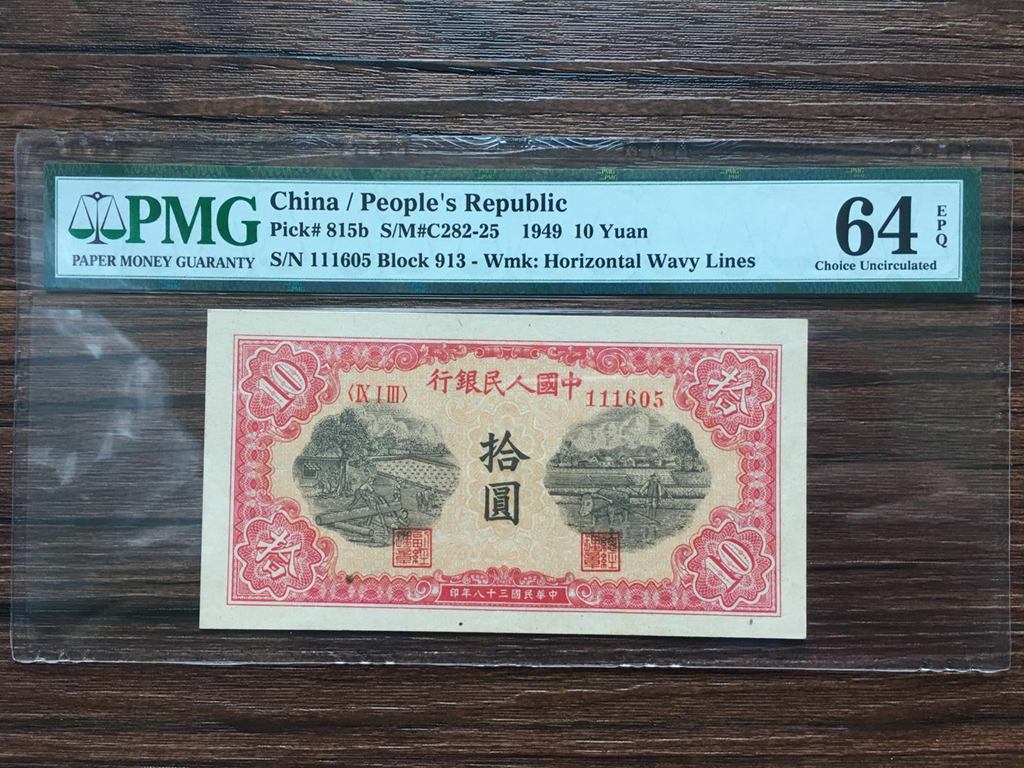 PMG
PAPER MONEY GUARANTY
China / People's Republic
Pick# 815b S/M#C282-25 1949 10 Yuan
S/N 111605 Block 913 - Wmk: Horizontal Wavy Lines
64
EPQ
Choice Uncirculated
10
行銀民人國中
拾
〈IX I III〉
111605
拾
圓
拾
10
印年八十三國民華中